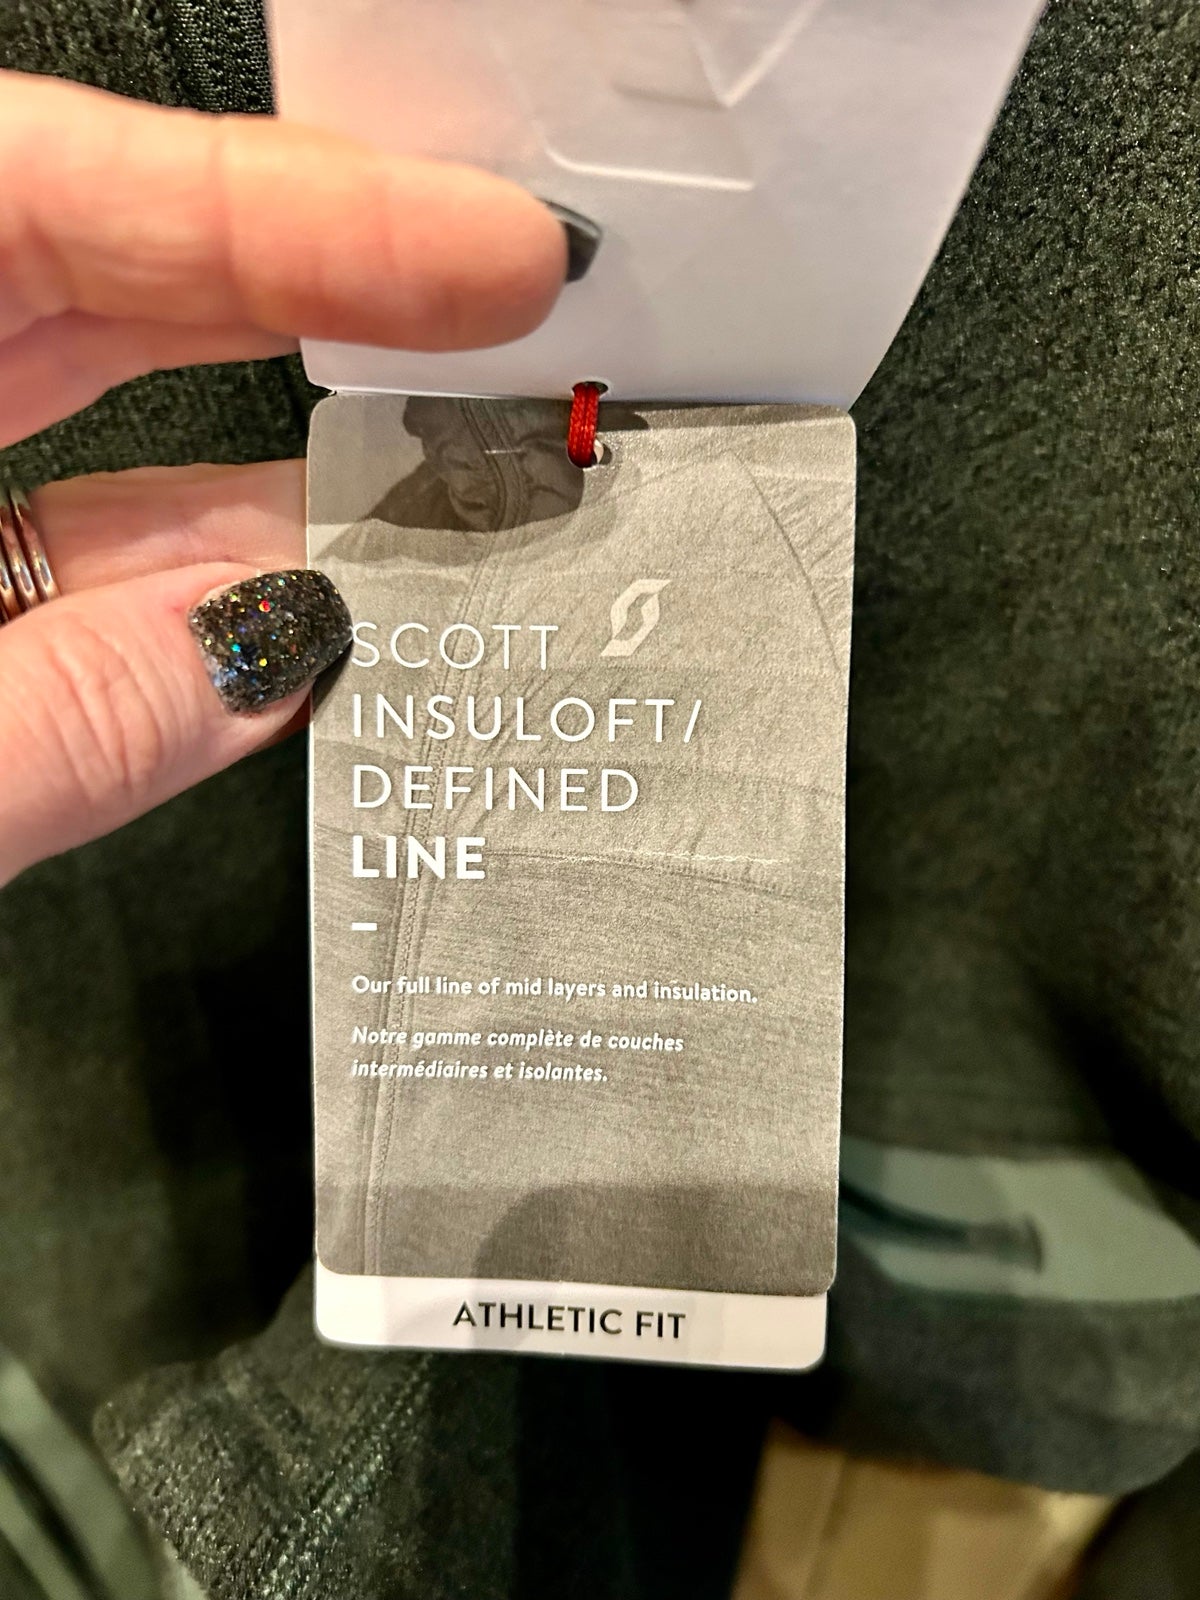 SCOTT
INSULOFT/
DEFINED
LINE
Our full line of mid layers and insulation.
Notre gamme complète de couches
intermédiaires et isolantes.
ATHLETIC FIT